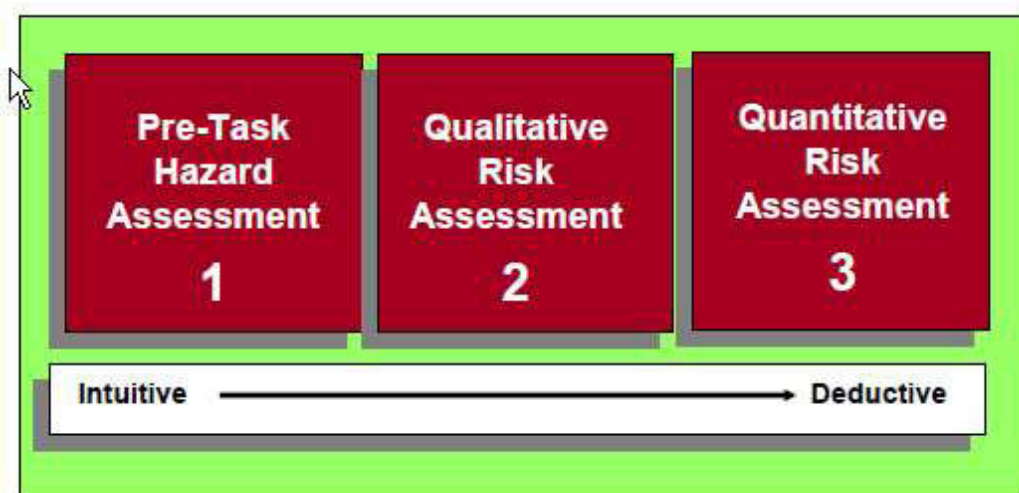 Pre-Task
Hazard
Assessment
1
Qualitative
Risk
Assessment
2
Quantitative
Risk
Assessment
3
Intuitive
Deductive